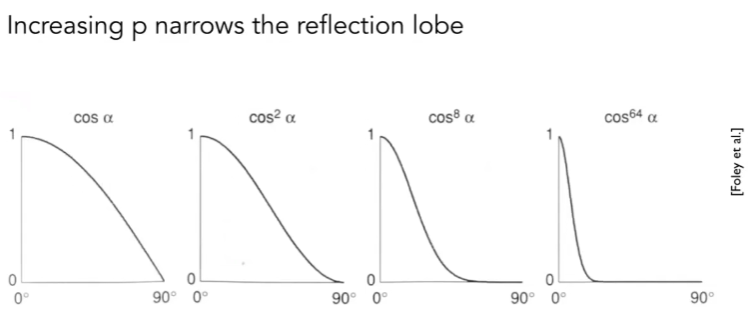 Increasing p narrows the reflection lobe
cos α
cos² α
cos⁸ α
cos⁶⁴ α
1
1
1
1
0
0
0
0
0° 90° 0° 90° 0° 90° 0° 90°
[Foley et al.]